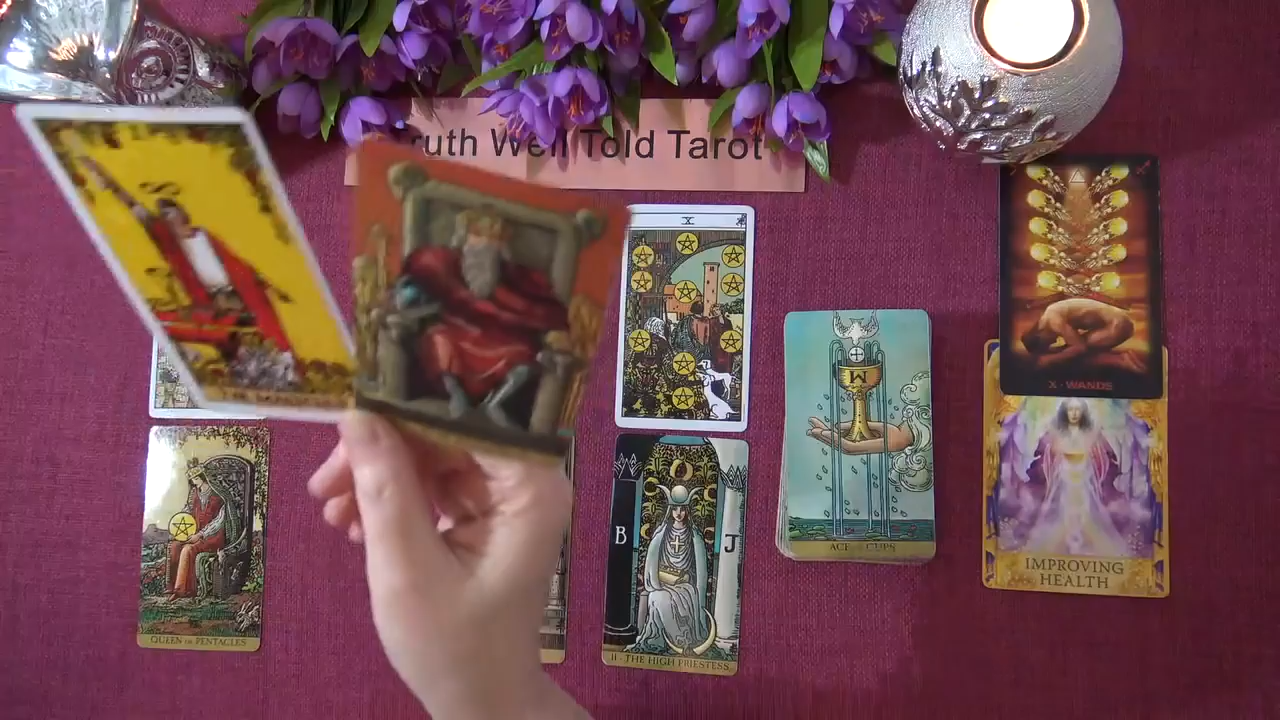 ruth Well Told Tarot
X
X - WANDS
B
J
ACE OF CUPS
IMPROVING
HEALTH
QUEEN OF PENTACLES
II - THE HIGH PRIESTESS